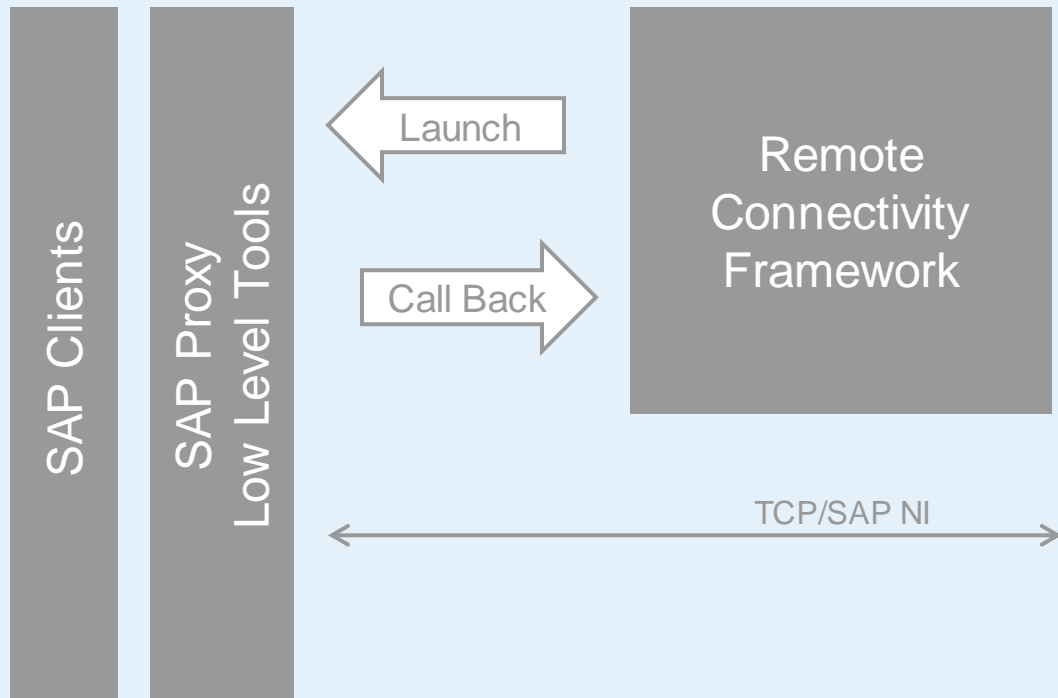 SAP Clients
SAP Proxy
Low Level Tools
Launch
Call Back
Remote
Connectivity
Framework
TCP/SAP NI